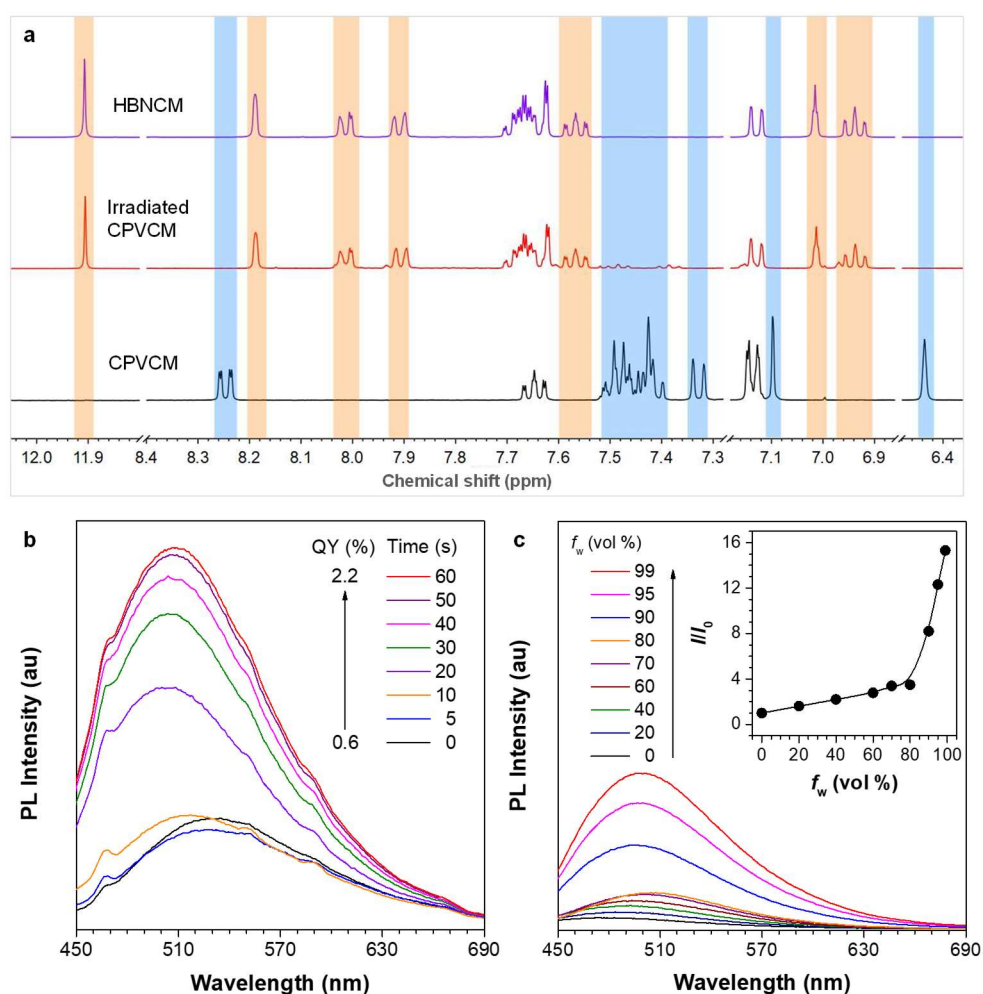 a
HBNCM
Irradiated
CPVCM
CPVCM
12.0 11.9 8.4 8.3 8.2 8.1 8.0 7.9 7.8 7.7 7.6 7.5 7.4 7.3 7.1 7.0 6.9 6.4
Chemical shift (ppm)
b
QY (%) Time (s)
2.2 60
50
40
30
20
10
5
0.6 0
PL Intensity (au)
450 510 570 630 690
Wavelength (nm)
c
fw (vol %)
99
95
90
80
70
60
40
20
0
PL Intensity (au)
450 510 570 630 690
Wavelength (nm)
I/I0
16
12
8
4
0
0 20 40 60 80 100
fw (vol %)